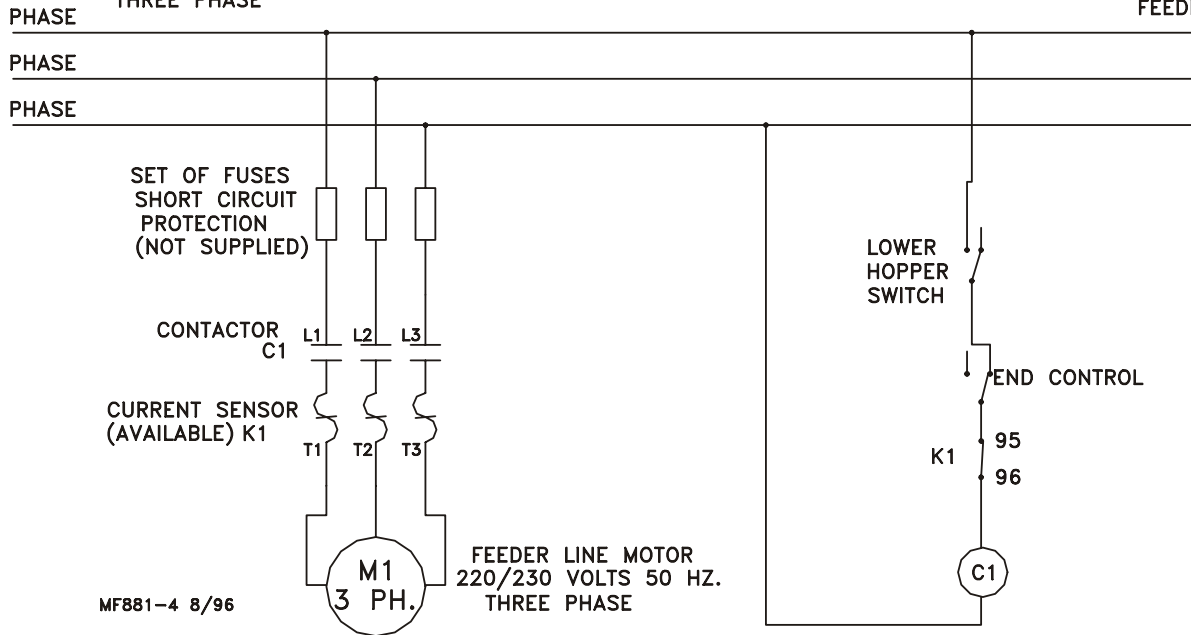 THREE PHASE
PHASE
PHASE
PHASE
SET OF FUSES
SHORT CIRCUIT
PROTECTION
(NOT SUPPLIED)
CONTACTOR
C1
L1 L2 L3
CURRENT SENSOR
(AVAILABLE) K1
T1 T2 T3
M1
3 PH.
FEEDER LINE MOTOR
220/230 VOLTS 50 HZ.
THREE PHASE
MF881-4 8/96
LOWER
HOPPER
SWITCH
END CONTROL
K1
95
96
C1